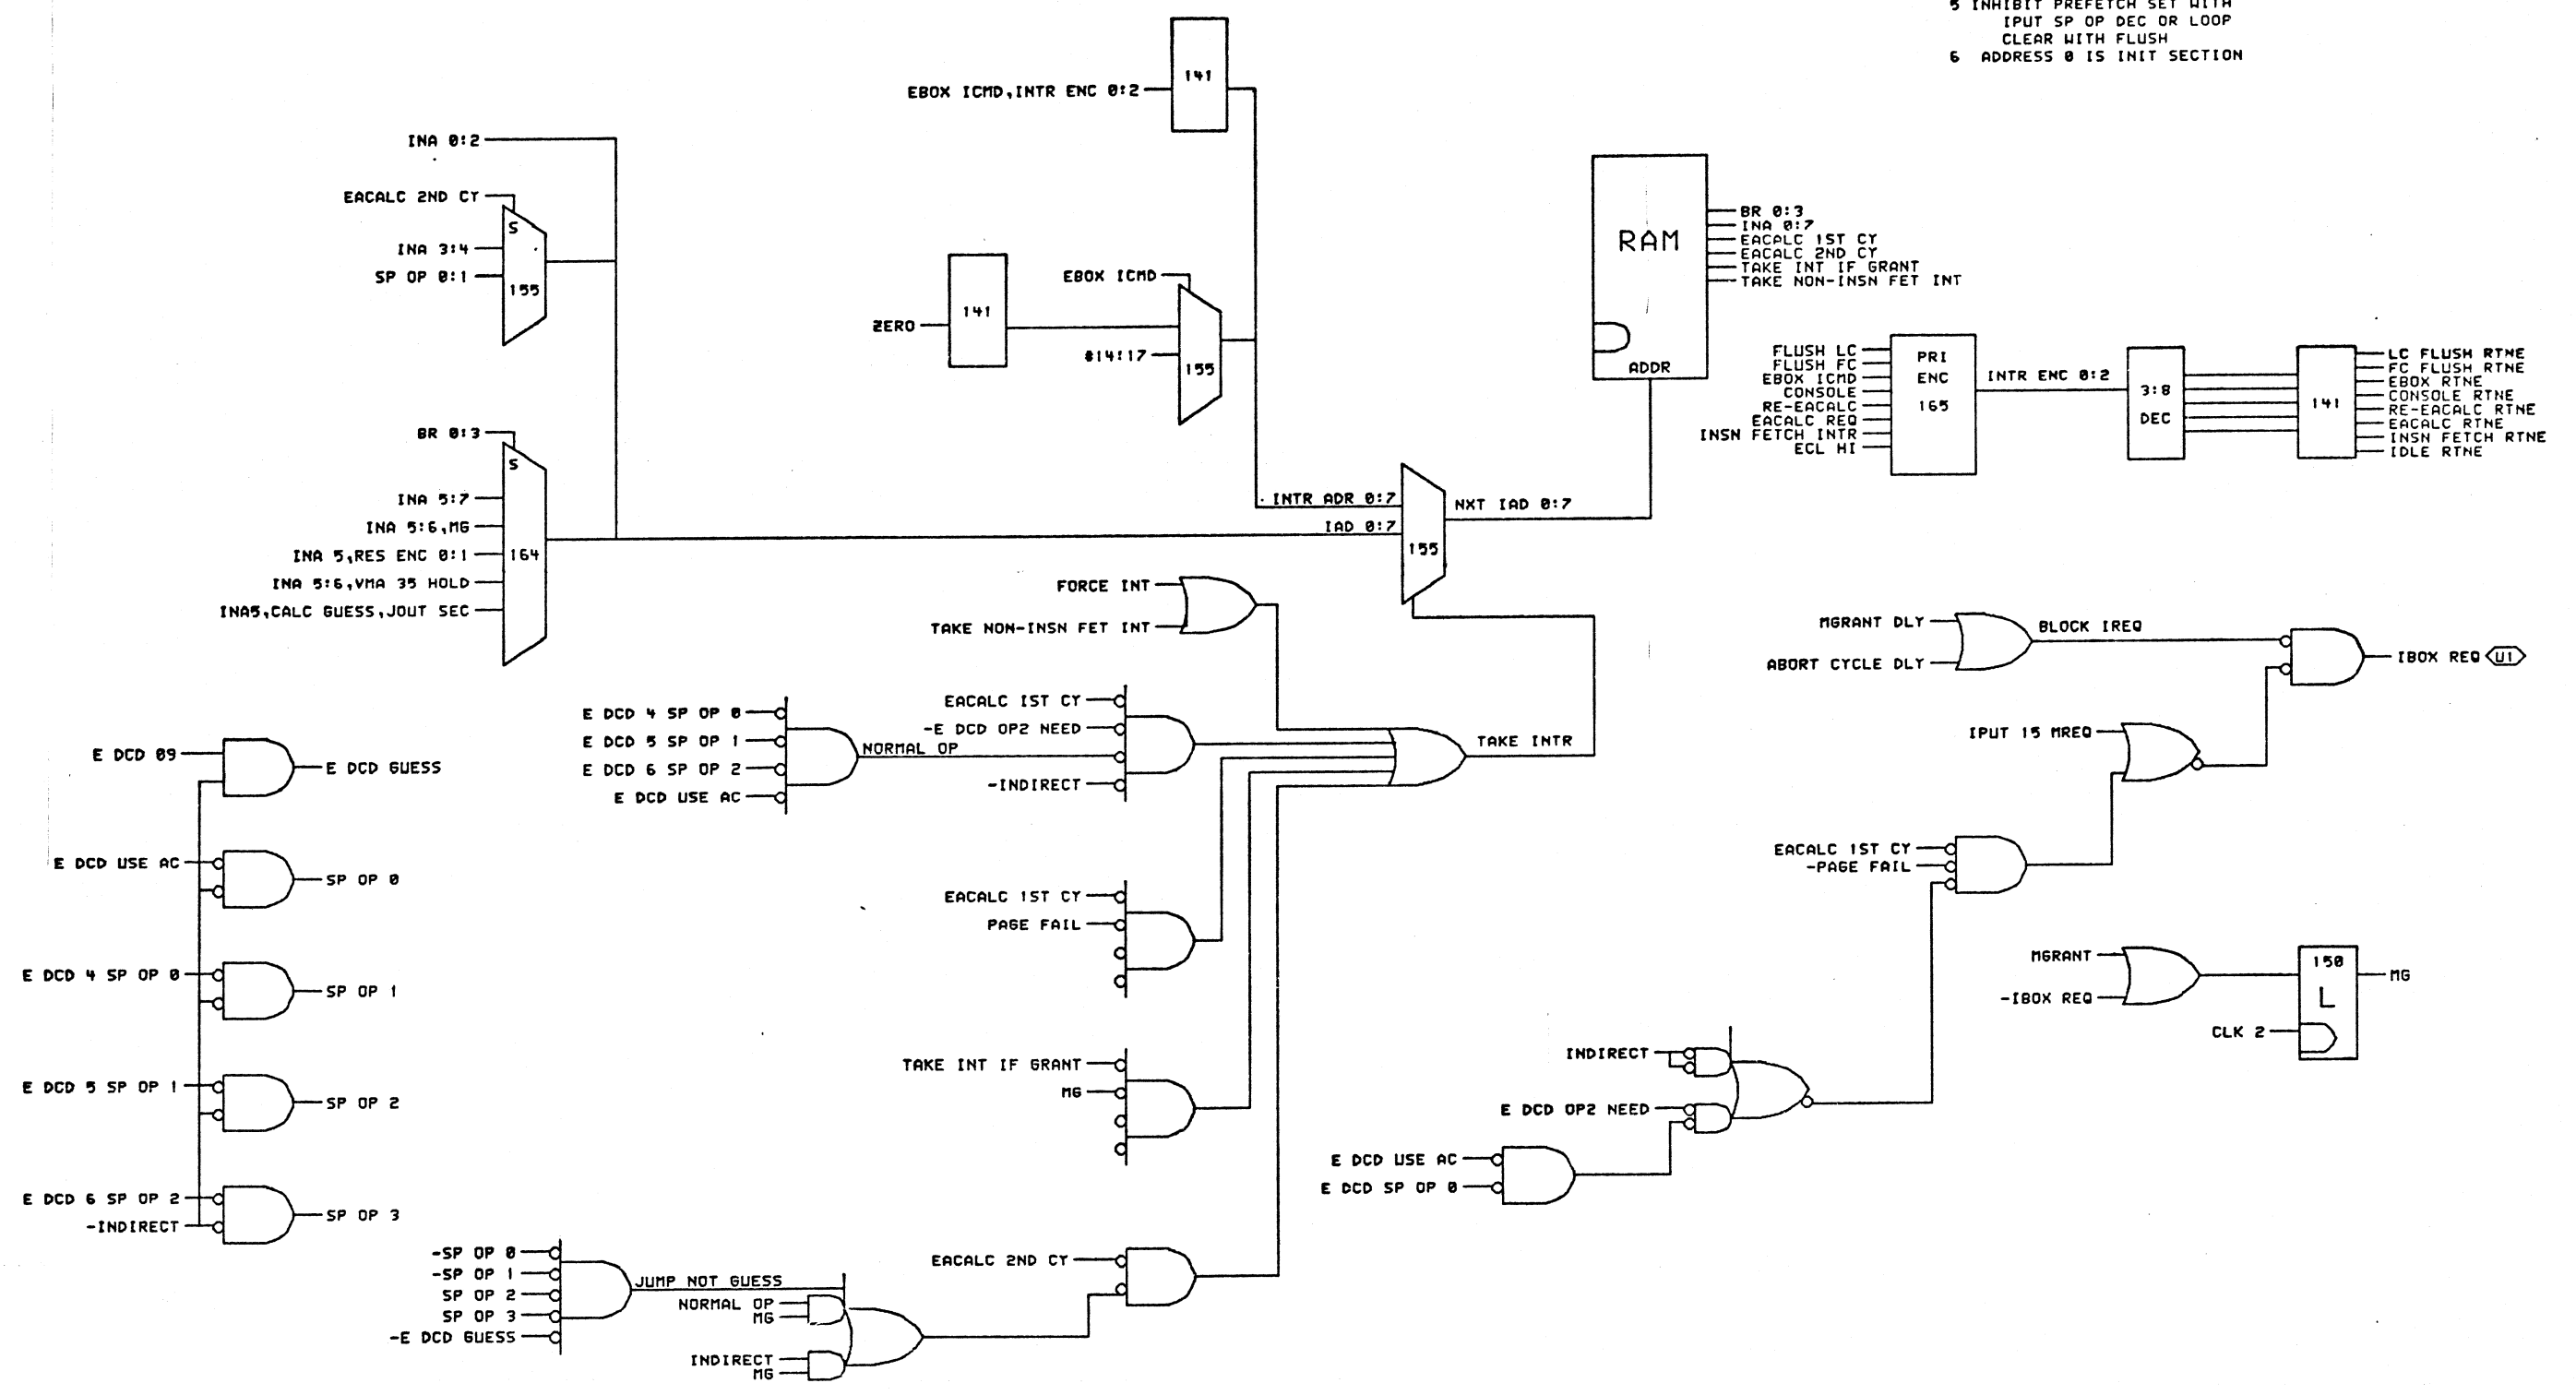 5 INHIBIT PREFETCH SET WITH
IPUT SP OP DEC OR LOOP
CLEAR WITH FLUSH
6 ADDRESS 0 IS INIT SECTION
141
EBOX ICMD,INTR ENC 0:2
INA 0:2
EACALC 2ND CY
S
INA 3:4
SP OP 0:1
155
EBOX ICMD
141
ZERO
#14:17
155
RAM
ADDR
BR 0:3
INA 0:7
EACALC 1ST CY
EACALC 2ND CY
TAKE INT IF GRANT
TAKE NON-INSN FET INT
FLUSH LC
FLUSH FC
EBOX ICMD
CONSOLE
RE-EACALC
EACALC REQ
INSN FETCH INTR
ECL HI
PRI
ENC
165
INTR ENC 0:2
3:8
DEC
141
LC FLUSH RTNE
FC FLUSH RTNE
EBOX RTNE
CONSOLE RTNE
RE-EACALC RTNE
EACALC RTNE
INSN FETCH RTNE
IDLE RTNE
BR 0:3
S
INA 5:7
INA 5:6,MG
INA 5,RES ENC 0:1
INA 5:6,VMA 35 HOLD
INA5,CALC GUESS,JOUT SEC
164
INTR ADR 0:7
IAD 0:7
155
NXT IAD 0:7
FORCE INT
TAKE NON-INSN FET INT
MGRANT DLY
ABORT CYCLE DLY
BLOCK IREQ
IBOX REQ U1
E DCD 4 SP OP 0
E DCD 5 SP OP 1
E DCD 6 SP OP 2
E DCD USE AC
NORMAL OP
EACALC 1ST CY
-E DCD OP2 NEED
-INDIRECT
TAKE INTR
IPUT 15 MREQ
E DCD 09
E DCD GUESS
E DCD USE AC
SP OP 0
E DCD 4 SP OP 0
SP OP 1
E DCD 5 SP OP 1
SP OP 2
E DCD 6 SP OP 2
-INDIRECT
SP OP 3
EACALC 1ST CY
PAGE FAIL
EACALC 1ST CY
-PAGE FAIL
MGRANT
-IBOX REQ
150
L
MG
CLK 2
TAKE INT IF GRANT
MG
INDIRECT
E DCD OP2 NEED
E DCD USE AC
E DCD SP OP 0
-SP OP 0
-SP OP 1
SP OP 2
SP OP 3
-E DCD GUESS
JUMP NOT GUESS
NORMAL OP
MG
INDIRECT
MG
EACALC 2ND CY